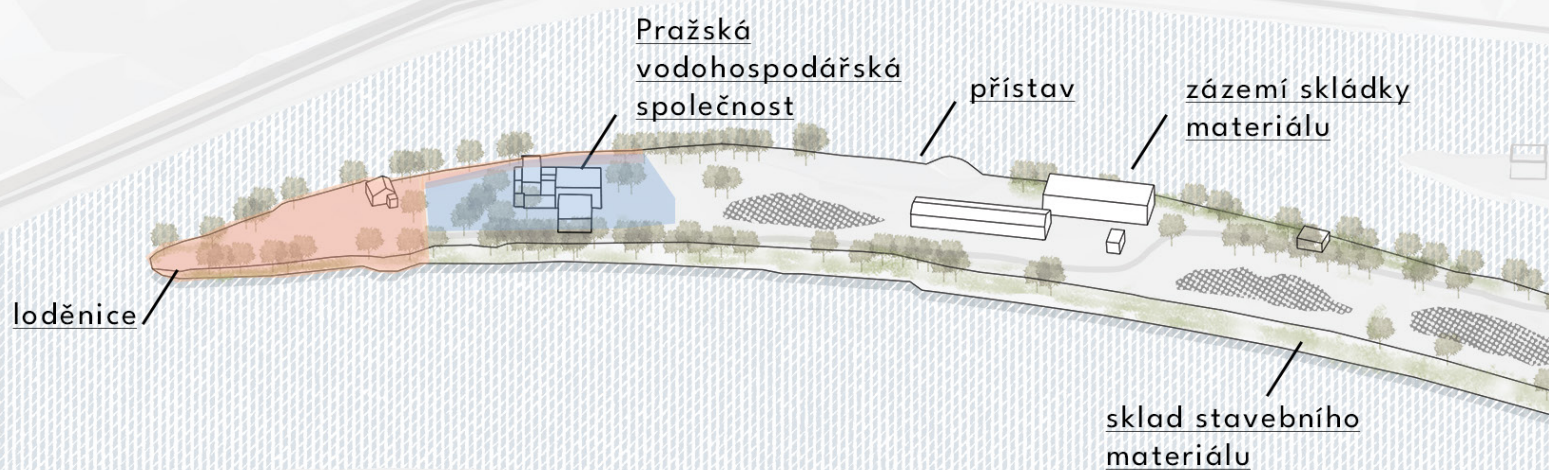 Pražská
vodohospodářská
společnost
přístav
zázemí skládky
materiálu
loděnice
sklad stavebního
materiálu